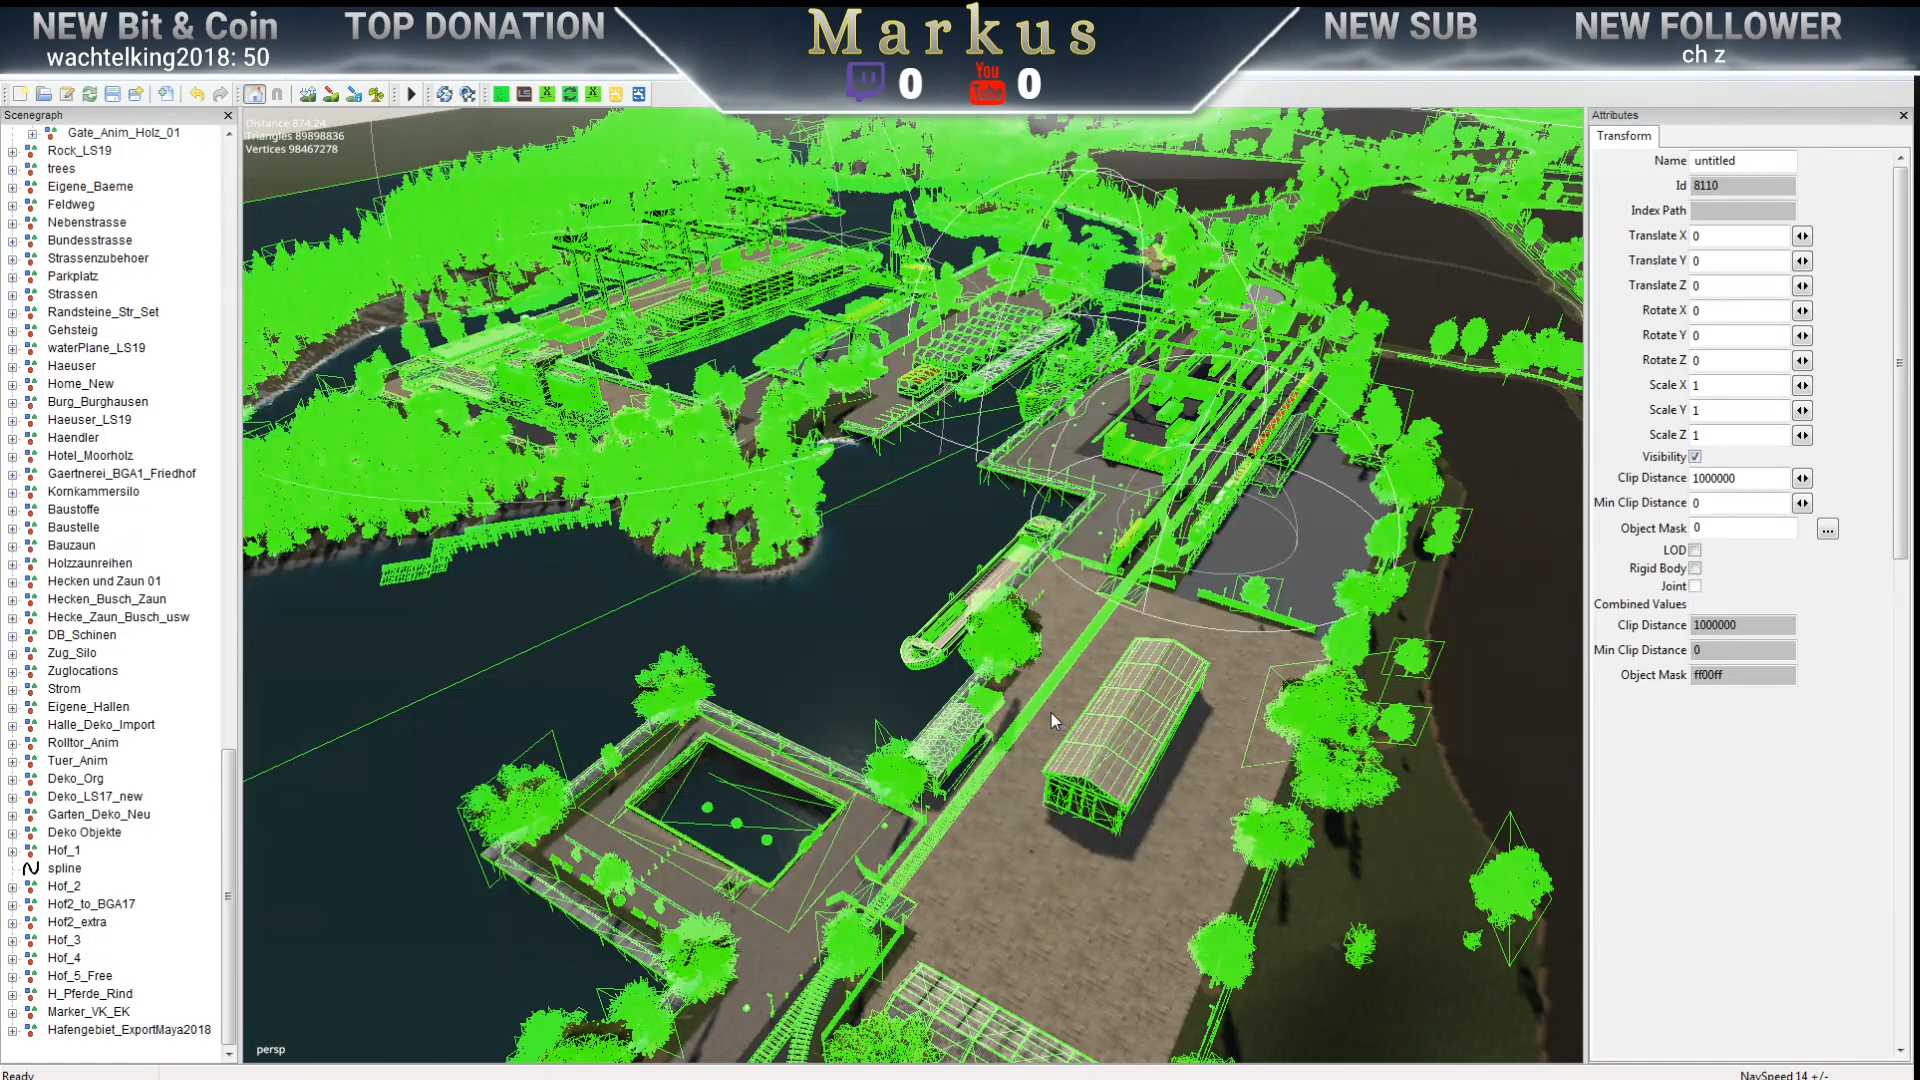 NEW Bit & Coin
wachtelking2018: 50
TOP DONATION
Markus
0
You
Tube
0
NEW SUB
NEW FOLLOWER
ch z
Scenegraph
Gate_Anim_Holz_01
Rock_LS19
trees
Eigene_Baeme
Feldweg
Nebenstrasse
Bundesstrasse
Strassenzubehoer
Parkplatz
Strassen
Randsteine_Str_Set
Gehsteig
waterPlane_LS19
Haeuser
Home_New
Burg_Burghausen
Haeuser_LS19
Haendler
Hotel_Moorholz
Gaertnerei_BGA1_Friedhof
Kornkammersilo
Baustoffe
Baustelle
Bauzaun
Holzzaunreihen
Hecken und Zaun 01
Hecken_Busch_Zaun
Hecke_Zaun_Busch_usw
DB_Schinen
Zug_Silo
Zuglocations
Strom
Eigene_Hallen
Halle_Deko_Import
Rolltor_Anim
Tuer_Anim
Deko_Org
Deko_LS17_new
Garten_Deko_Neu
Deko Objekte
Hof_1
spline
Hof_2
Hof2_to_BGA17
Hof2_extra
Hof_3
Hof_4
Hof_5_Free
H_Pferde_Rind
Marker_VK_EK
Hafengebiet_ExportMaya2018
Ready
Distance 874.24
Triangles 89898836
Vertices 98467278
persp
Attributes
Transform
Name untitled
Id 8110
Index Path
Translate X 0
Translate Y 0
Translate Z 0
Rotate X 0
Rotate Y 0
Rotate Z 0
Scale X 1
Scale Y 1
Scale Z 1
Visibility
Clip Distance 1000000
Min Clip Distance 0
Object Mask 0 ...
LOD
Rigid Body
Joint
Combined Values
Clip Distance 1000000
Min Clip Distance 0
Object Mask ff00ff
NavSpeed 14 +/-